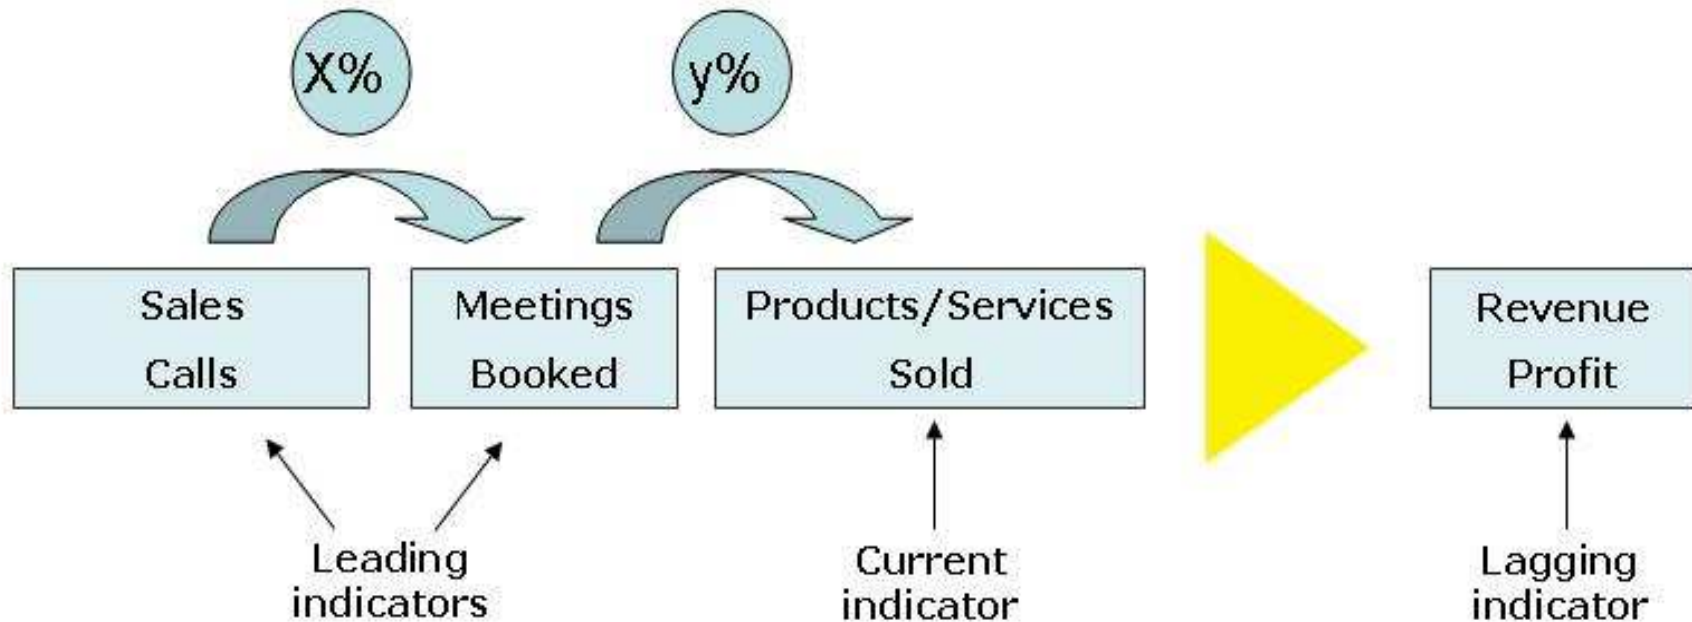 X%
y%
Sales
Calls
Meetings
Booked
Products/Services
Sold
Revenue
Profit
Leading
indicators
Current
indicator
Lagging
indicator